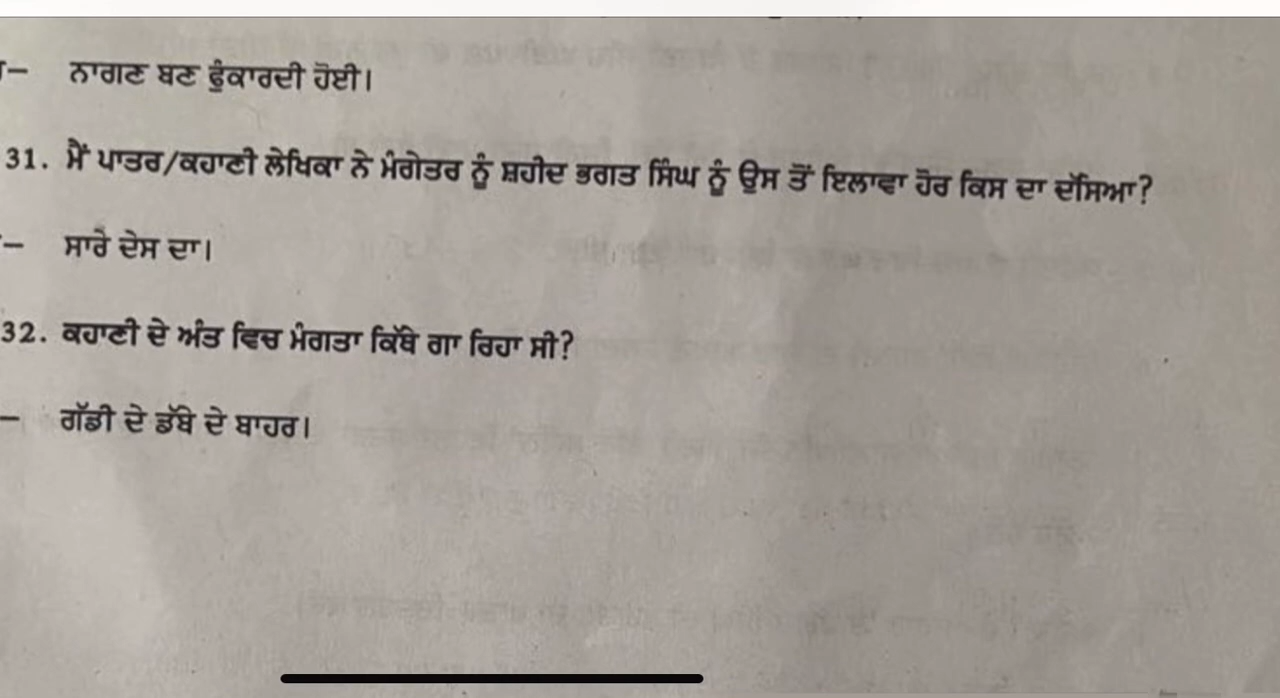 – ਨਾਗਣ ਬਣ ਫੁੰਕਾਰਦੀ ਹੋਈ।
31. ਮੈਂ ਪਾਤਰ/ਕਹਾਣੀ ਲੇਖਿਕਾ ਨੇ ਮੰਗੇਤਰ ਨੂੰ ਸ਼ਹੀਦ ਭਗਤ ਸਿੰਘ ਨੂੰ ਉਸ ਤੋਂ ਇਲਾਵਾ ਹੋਰ ਕਿਸ ਦਾ ਦੱਸਿਆ?
– ਸਾਰੇ ਦੇਸ ਦਾ।
32. ਕਹਾਣੀ ਦੇ ਅੰਤ ਵਿਚ ਮੰਗਤਾ ਕਿੱਥੇ ਗਾ ਰਿਹਾ ਸੀ?
– ਗੱਡੀ ਦੇ ਡੱਬੇ ਦੇ ਬਾਹਰ।